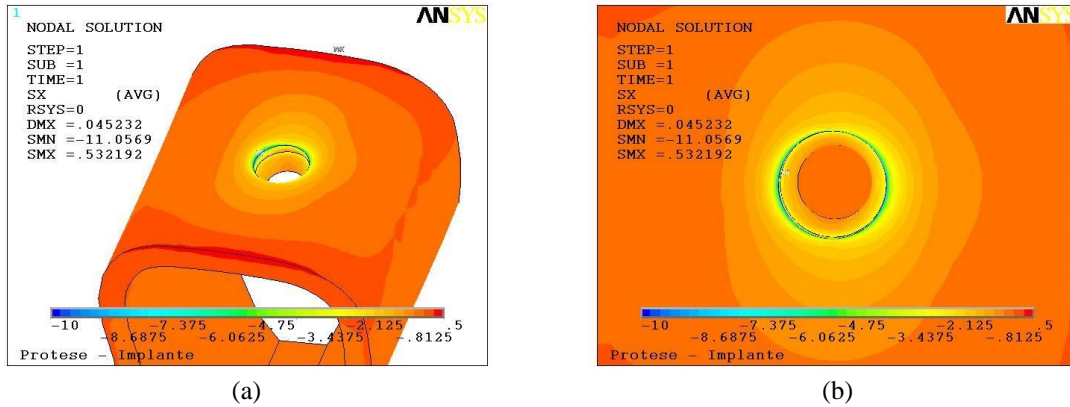 1
ANSYS
NODAL SOLUTION
STEP=1
SUB =1
TIME=1
SX (AVG)
RSYS=0
DMX =.045232
SMN =-11.0569
SMX =.532192
MX
-10 -7.375 -4.75 -2.125 .5
-8.6875 -6.0625 -3.4375 -.8125
Protese - Implante
(a)
ANSYS
NODAL SOLUTION
STEP=1
SUB =1
TIME=1
SX (AVG)
RSYS=0
DMX =.045232
SMN =-11.0569
SMX =.532192
-10 -7.375 -4.75 -2.125 .5
-8.6875 -6.0625 -3.4375 -.8125
Protese - Implante
(b)